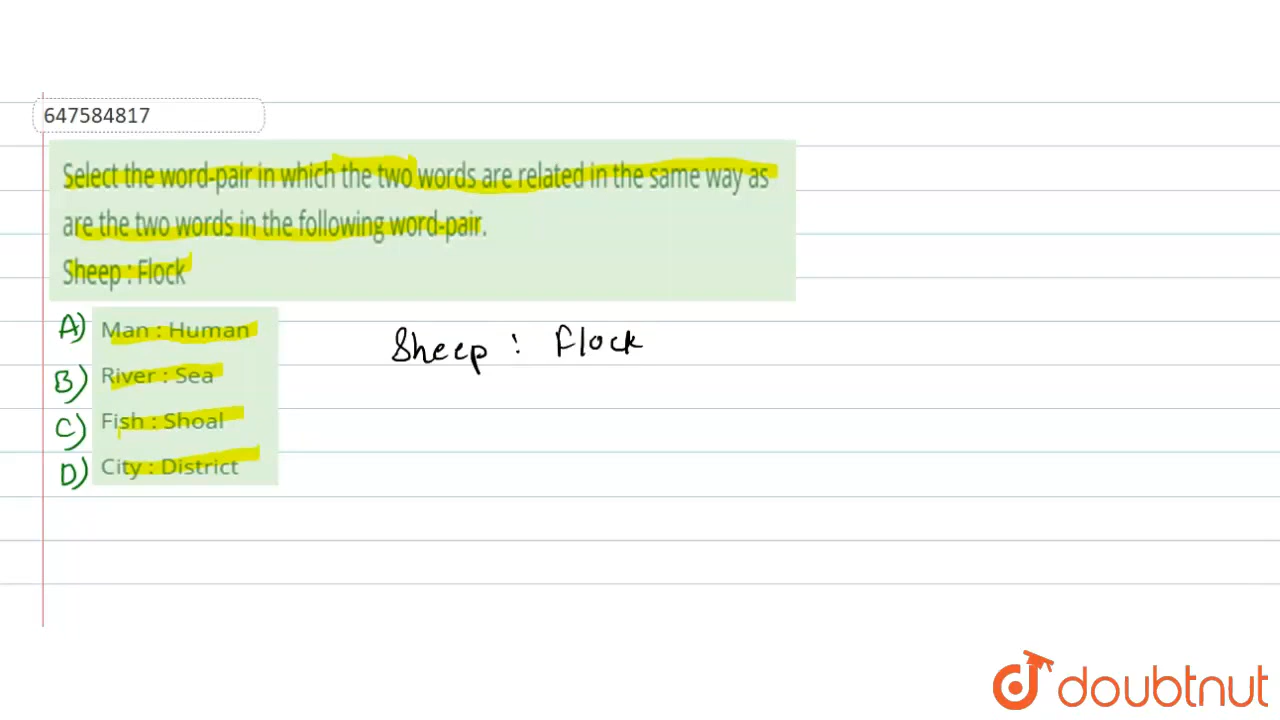 647584817
Select the word-pair in which the two words are related in the same way as
are the two words in the following word-pair.
Sheep : Flock
A) Man : Human
B) River : Sea
C) Fish : Shoal
D) City : District
Sheep : Flock
doubtnut